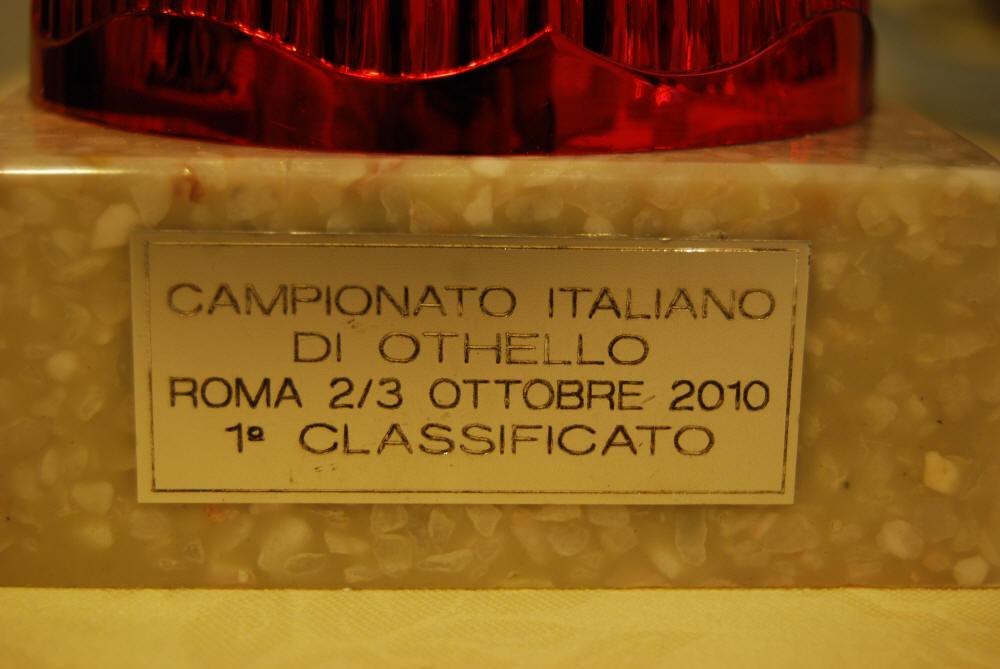 CAMPIONATO ITALIANO
DI OTHELLO
ROMA 2/3 OTTOBRE 2010
1º CLASSIFICATO